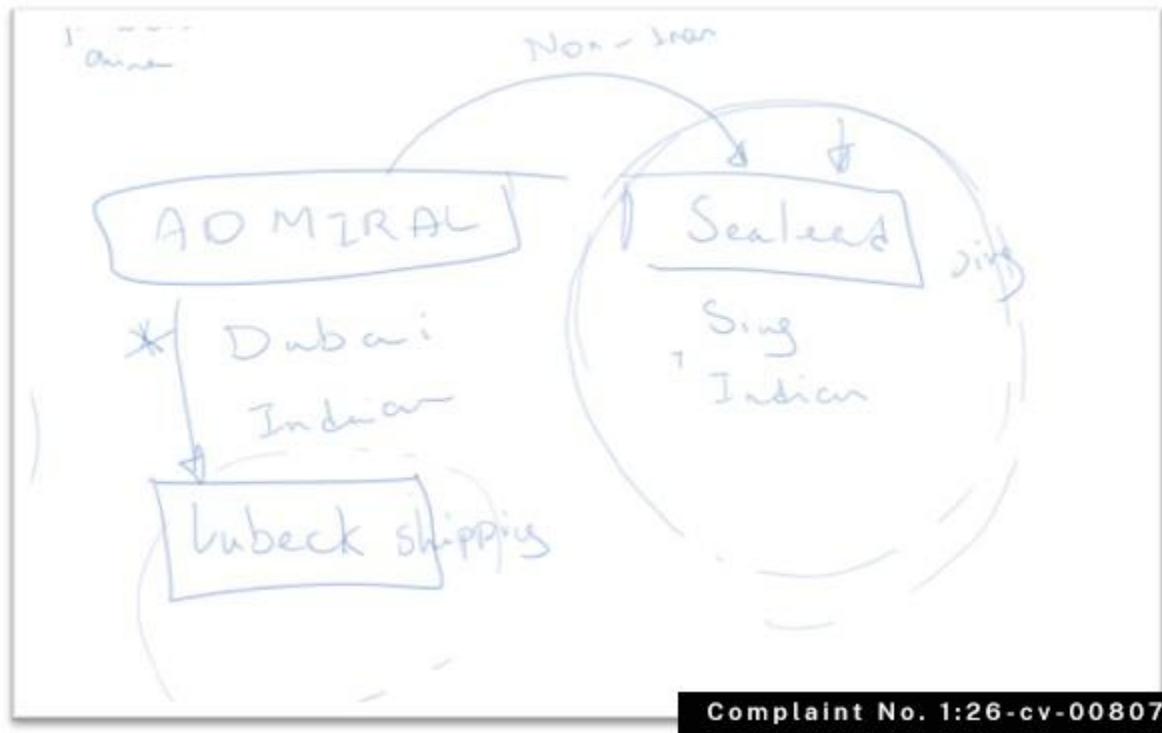 Non-Iran
ADMIRAL
Sealead
Sing
Dubai
Indian
Sing
Indian
Lubeck shipping
Complaint No. 1:26-cv-00807